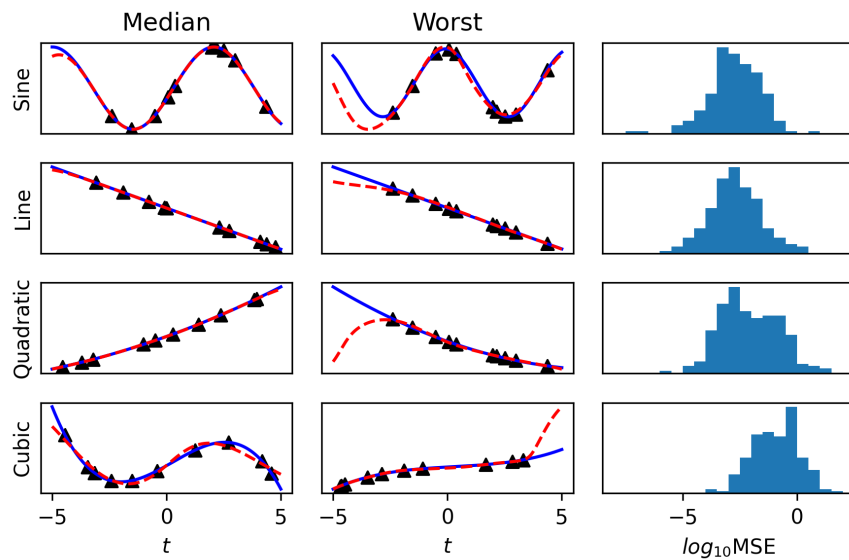 Median
Worst
Sine
Line
Quadratic
Cubic
−5 0 5
−5 0 5
−5 0
t
t
log₁₀MSE